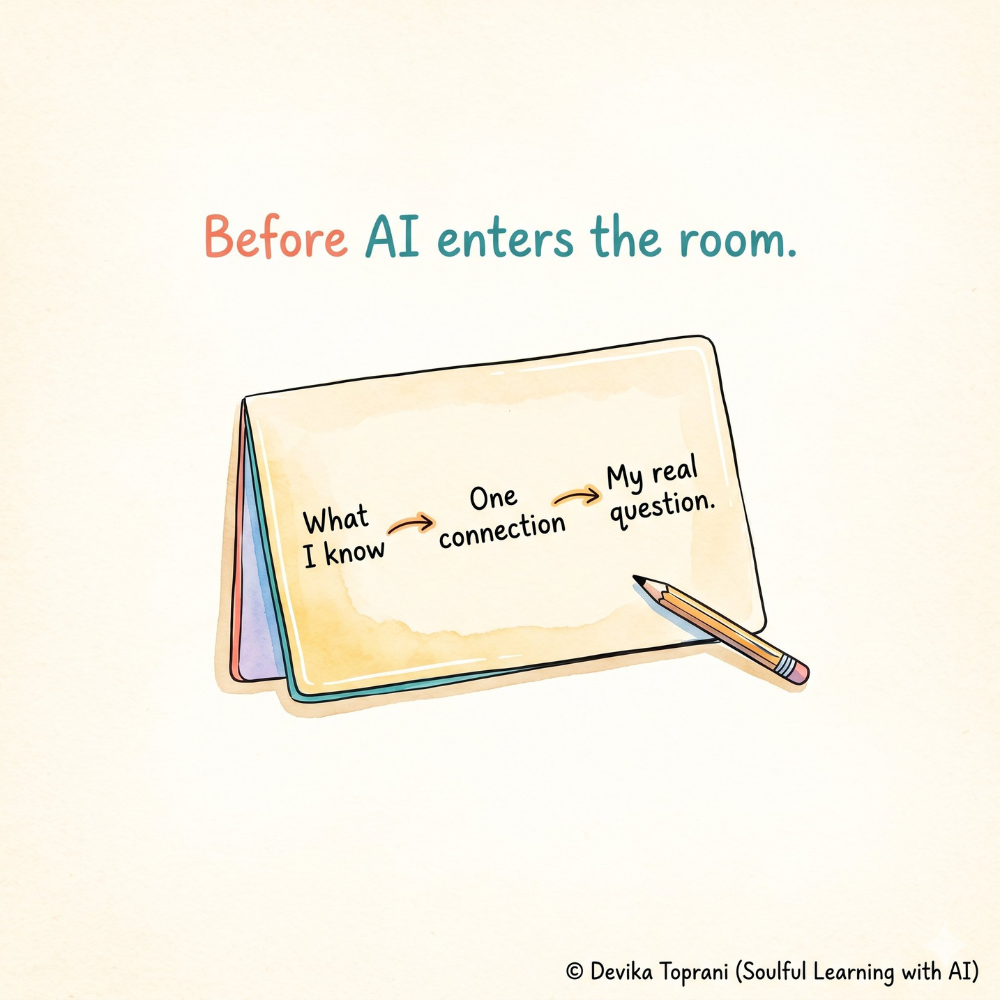 Before AI enters the room.
What
I know
One
connection
My real
question.
© Devika Toprani (Soulful Learning with AI)